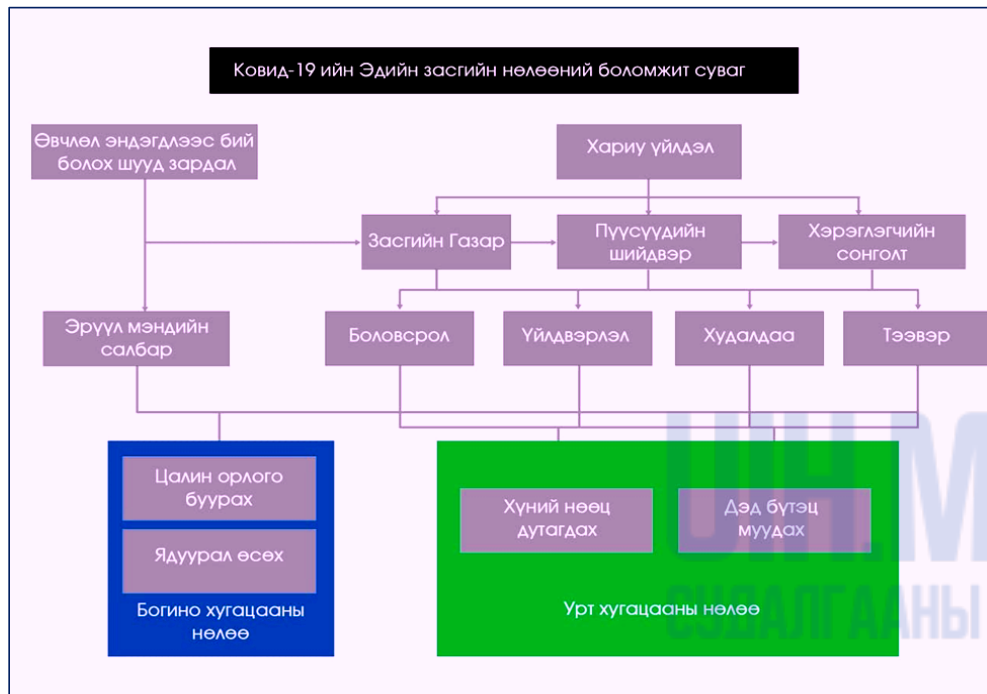 Ковид-19 ийн Эдийн засгийн нөлөөний боломжит суваг
Өвчлөл эндэгдлээс бий
болох шууд зардал
Хариу үйлдэл
Засгийн Газар
Пүүсүүдийн
шийдвэр
Хэрэглэгчийн
сонголт
Эрүүл мэндийн
салбар
Боловсрол
Үйлдвэрлэл
Худалдаа
Тээвэр
Цалин орлого
буурах
Ядуурал өсөх
Богино хугацааны
нөлөө
Хүний нөөц
дутагдах
Дэд бүтэц
муудах
Урт хугацааны нөлөө
СУДАЛГААНЫ